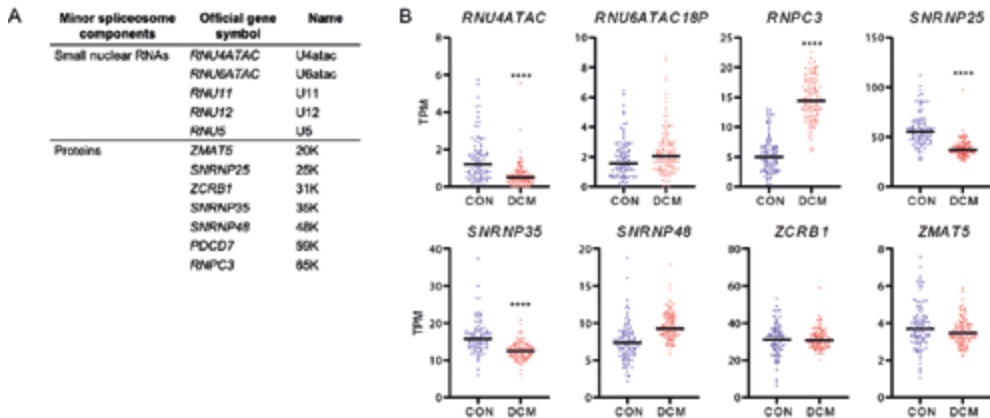 A
Minor spliceosome components
Official gene symbol
Name
Small nuclear RNAs
RNU4ATAC U4atac
RNU6ATAC U6atac
RNU11 U11
RNU12 U12
RNU5 U5
Proteins
ZMAT5 20K
SNRNP25 25K
ZCRB1 31K
SNRNP35 35K
SNRNP48 48K
PDCD7 59K
RNPC3 65K
B
RNU4ATAC
TPM
8
6
4
2
0
****
CON DCM
RNU6ATAC18P
10
8
6
4
2
0
CON DCM
RNPC3
25
20
15
10
5
0
****
CON DCM
SNRNP25
150
100
50
0
****
CON DCM
SNRNP35
TPM
40
30
20
10
0
****
CON DCM
SNRNP48
20
15
10
5
0
CON DCM
ZCRB1
80
60
40
20
0
CON DCM
ZMAT5
8
6
4
2
0
CON DCM